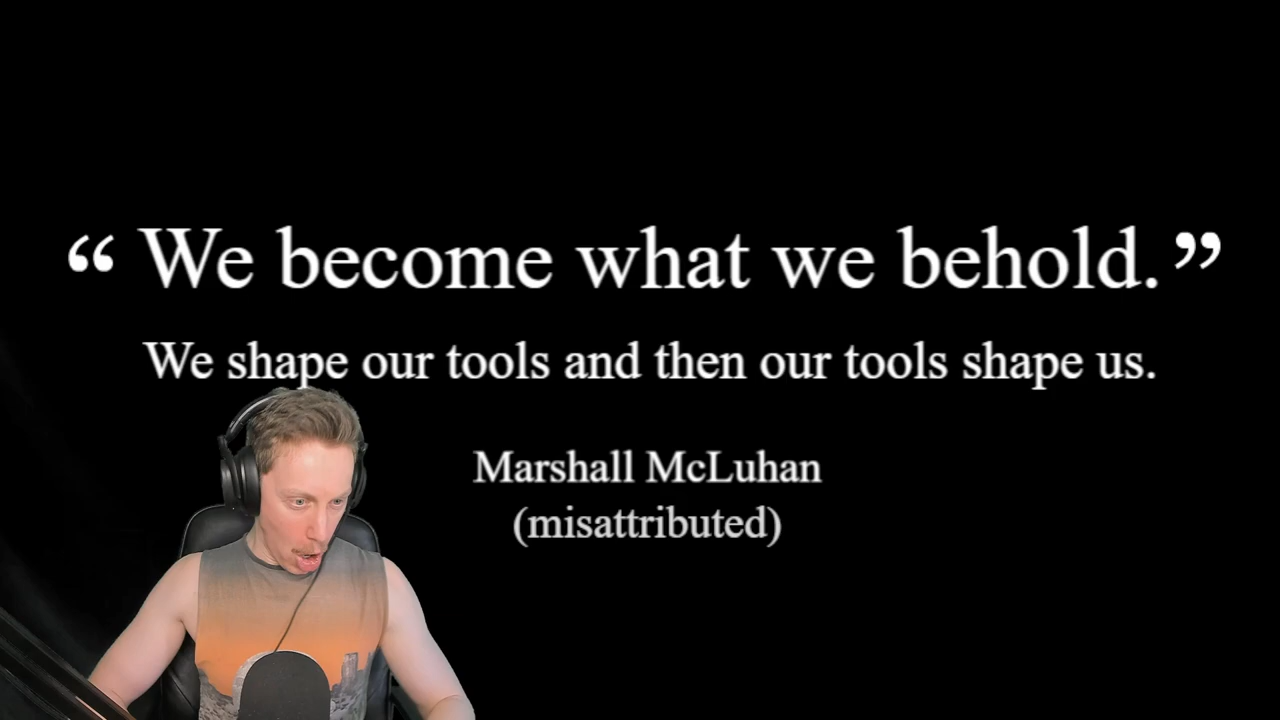 “ We become what we behold. ”
We shape our tools and then our tools shape us.
Marshall McLuhan
(misattributed)